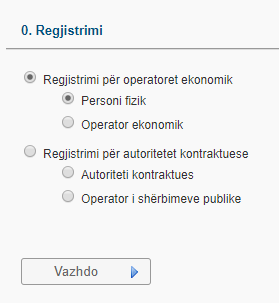 0. Regjistrimi
Regjistrimi për operatoret ekonomik
Personi fizik
Operator ekonomik
Regjistrimi për autoritetet kontraktuese
Autoriteti kontraktues
Operator i shërbimeve publike
Vazhdo